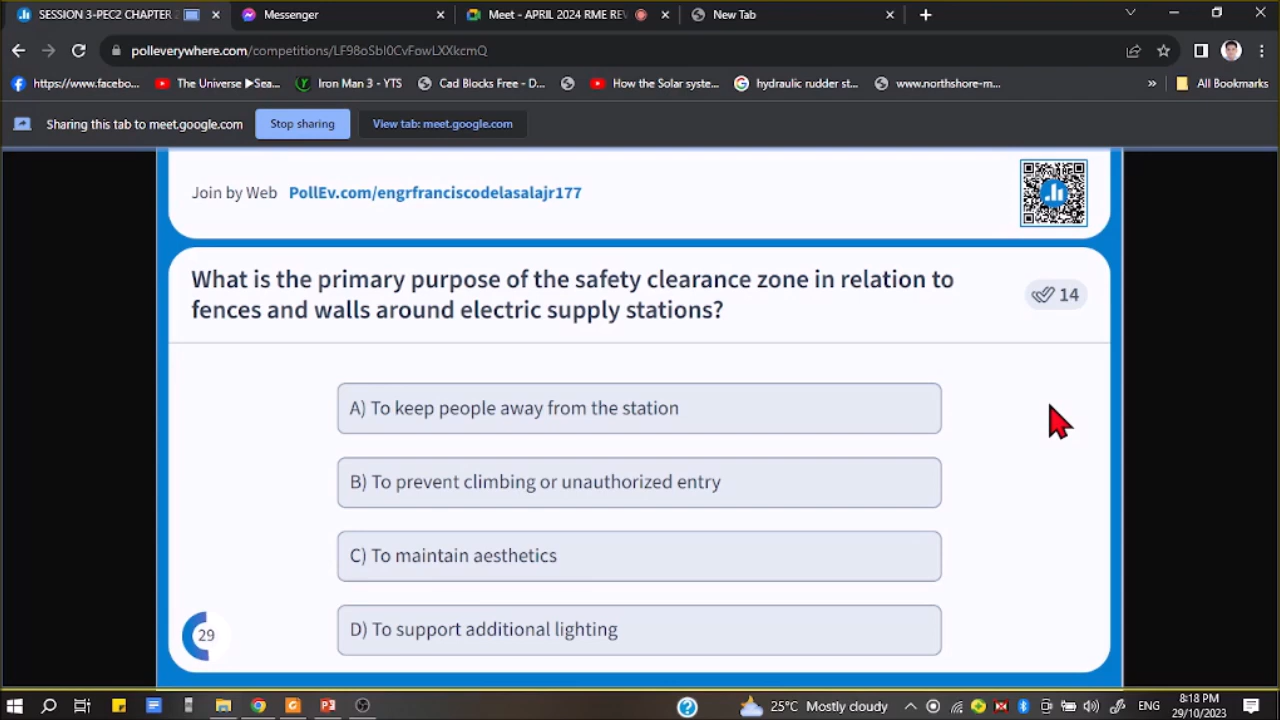 SESSION 3-PEC2 CHAPTER 2
Messenger
Meet - APRIL 2024 RME REV
New Tab
polleverywhere.com/competitions/LF98oSbI0CvFowLXXkcmQ
https://www.facebo...
The Universe ▶Sea...
Iron Man 3 - YTS
Cad Blocks Free - D...
How the Solar syste...
hydraulic rudder st...
www.northshore-m...
»
All Bookmarks
Sharing this tab to meet.google.com
Stop sharing
View tab: meet.google.com
Join by Web PollEv.com/engrfranciscodelasalajr177
What is the primary purpose of the safety clearance zone in relation to
fences and walls around electric supply stations?
14
A) To keep people away from the station
B) To prevent climbing or unauthorized entry
C) To maintain aesthetics
D) To support additional lighting
29
25°C Mostly cloudy
ENG
8:18 PM
29/10/2023